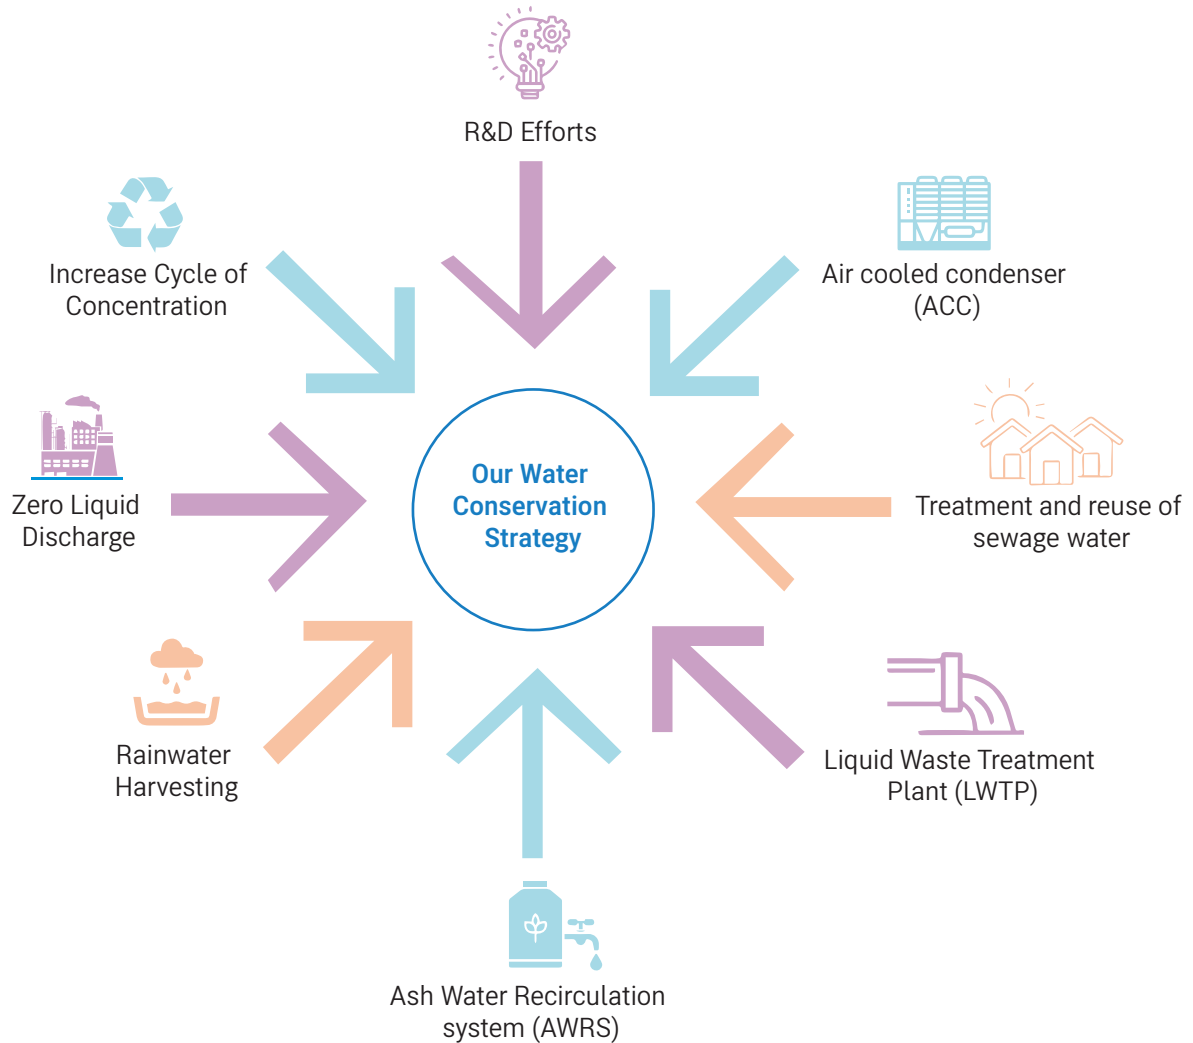 R&D Efforts
Increase Cycle of
Concentration
Air cooled condenser
(ACC)
Zero Liquid
Discharge
Our Water
Conservation
Strategy
Treatment and reuse of
sewage water
Rainwater
Harvesting
Liquid Waste Treatment
Plant (LWTP)
Ash Water Recirculation
system (AWRS)